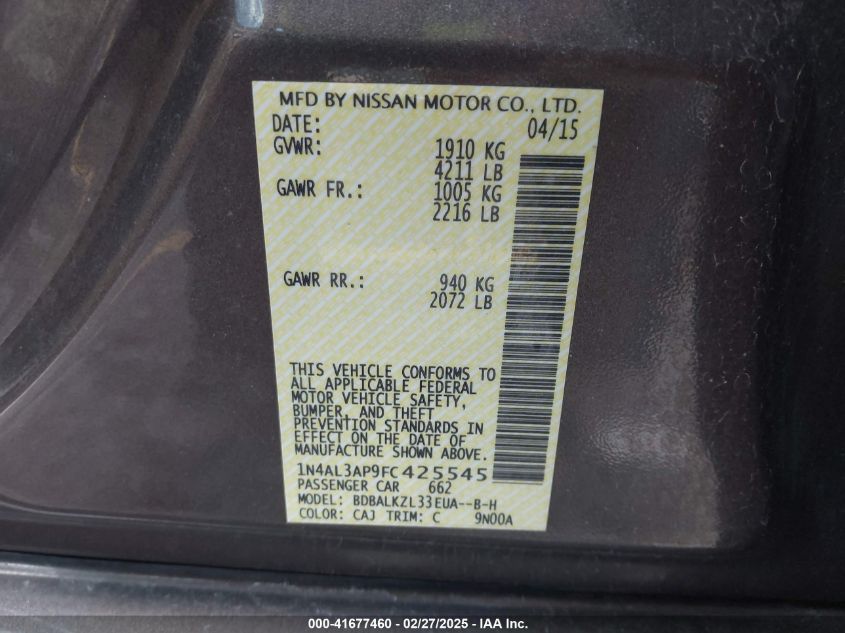 MFD BY NISSAN MOTOR CO., LTD.
DATE: 04/15
GVWR: 1910 KG
4211 LB
GAWR FR.: 1005 KG
2216 LB
GAWR RR.: 940 KG
2072 LB
THIS VEHICLE CONFORMS TO
ALL APPLICABLE FEDERAL
MOTOR VEHICLE SAFETY,
BUMPER, AND THEFT
PREVENTION STANDARDS IN
EFFECT ON THE DATE OF
MANUFACTURE SHOWN ABOVE.
1N4AL3AP9FC425545
PASSENGER CAR 662
MODEL: BDBALKZL33EUA--B-H
COLOR: CAJ TRIM: C 9N00A
000-41677460 - 02/27/2025 - IAA Inc.